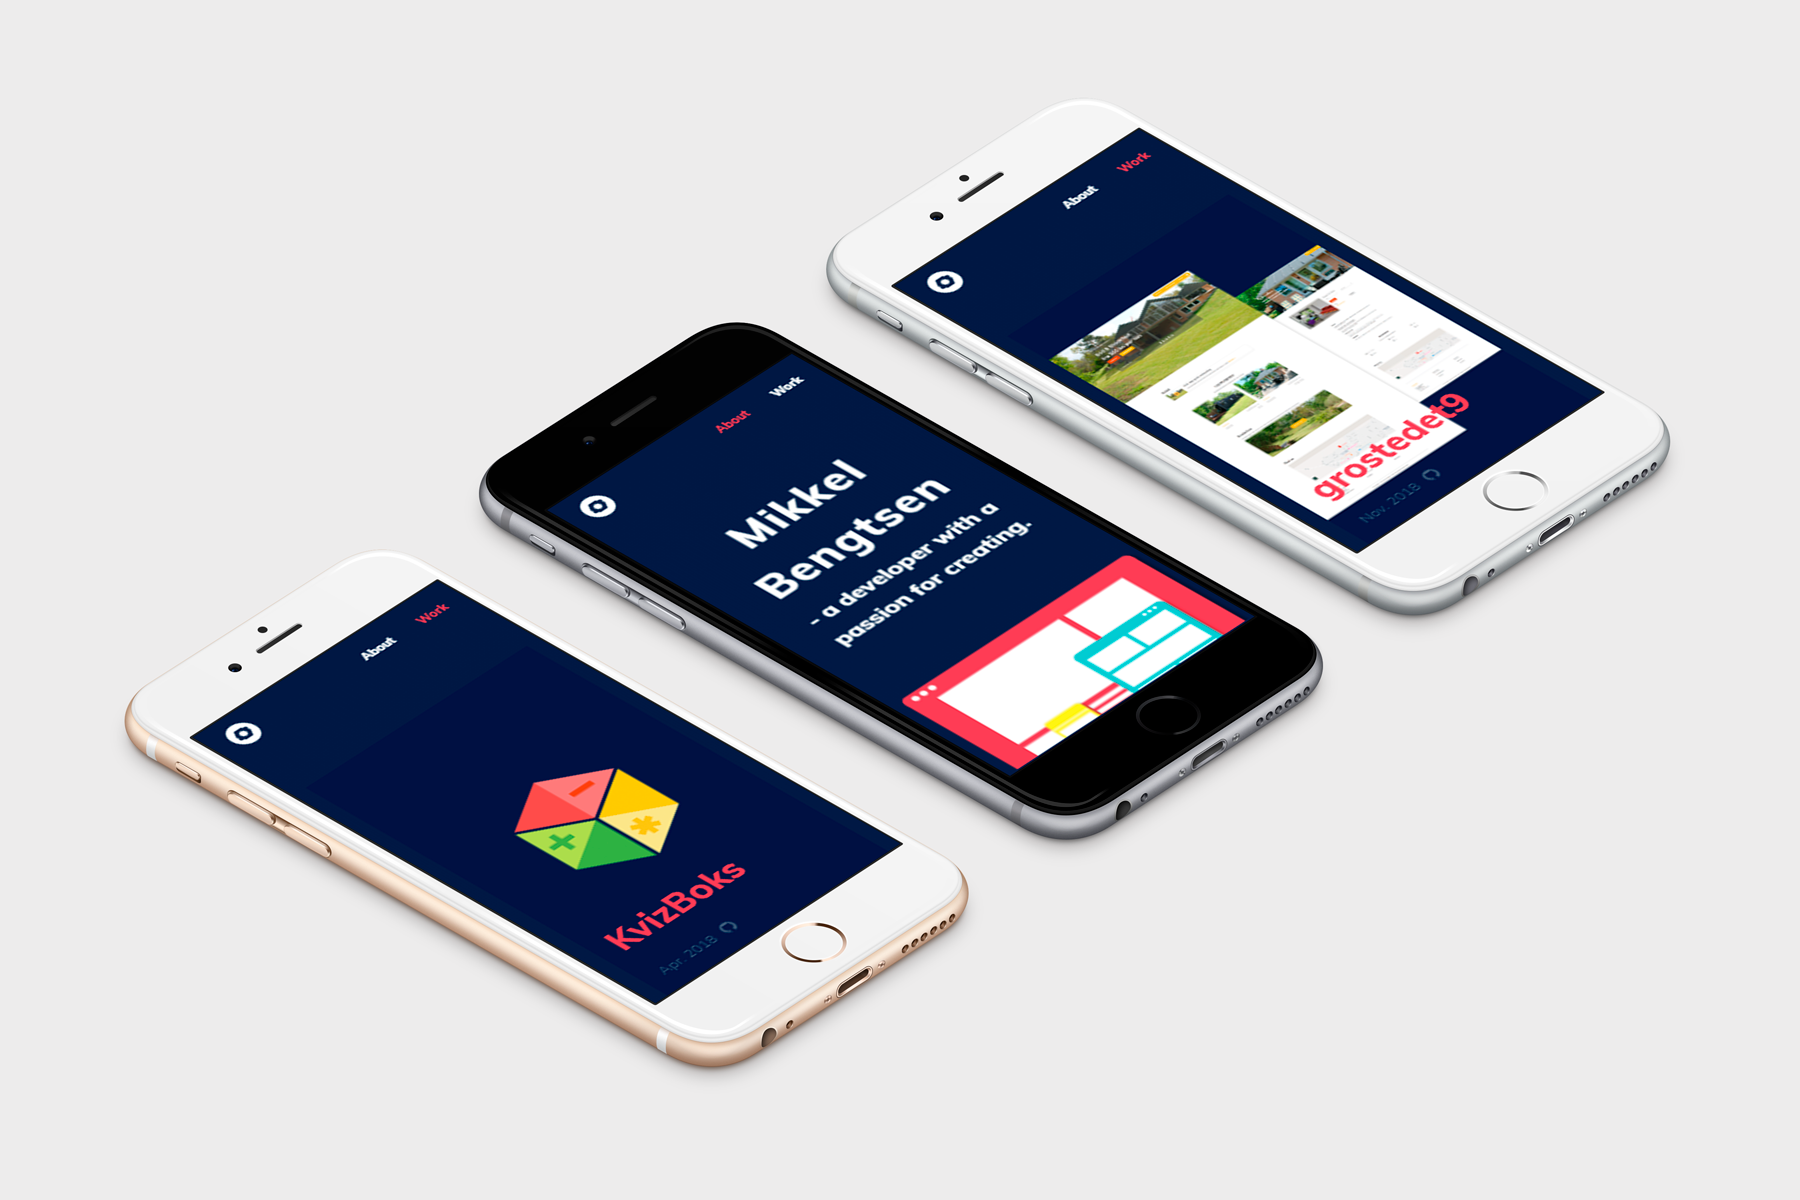 About
Work
KvizBoks
Apr. 2018
About
Work
Mikkel
Bengtsen
- a developer with a
passion for creating.
About
Work
grostedet9
Nov. 2018